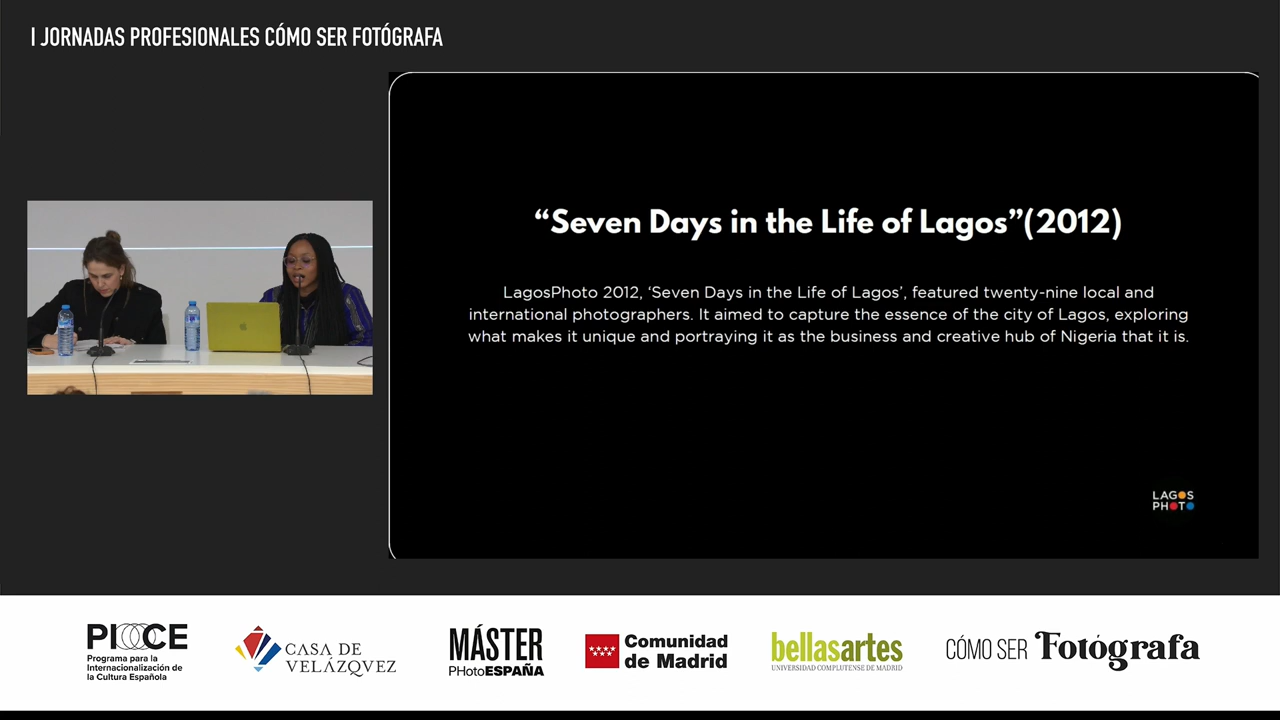 I JORNADAS PROFESIONALES CÓMO SER FOTÓGRAFA
“Seven Days in the Life of Lagos”(2012)
LagosPhoto 2012, ‘Seven Days in the Life of Lagos’, featured twenty-nine local and
international photographers. It aimed to capture the essence of the city of Lagos, exploring
what makes it unique and portraying it as the business and creative hub of Nigeria that it is.
LAGOS
PHOTO
PICE
Programa para la
Internacionalización de
la Cultura Española
CASA DE
VELÁZQVEZ
MÁSTER
PHotoESPAÑA
Comunidad
de Madrid
bellasartes
UNIVERSIDAD COMPLUTENSE DE MADRID
CÓMO SER Fotógrafa